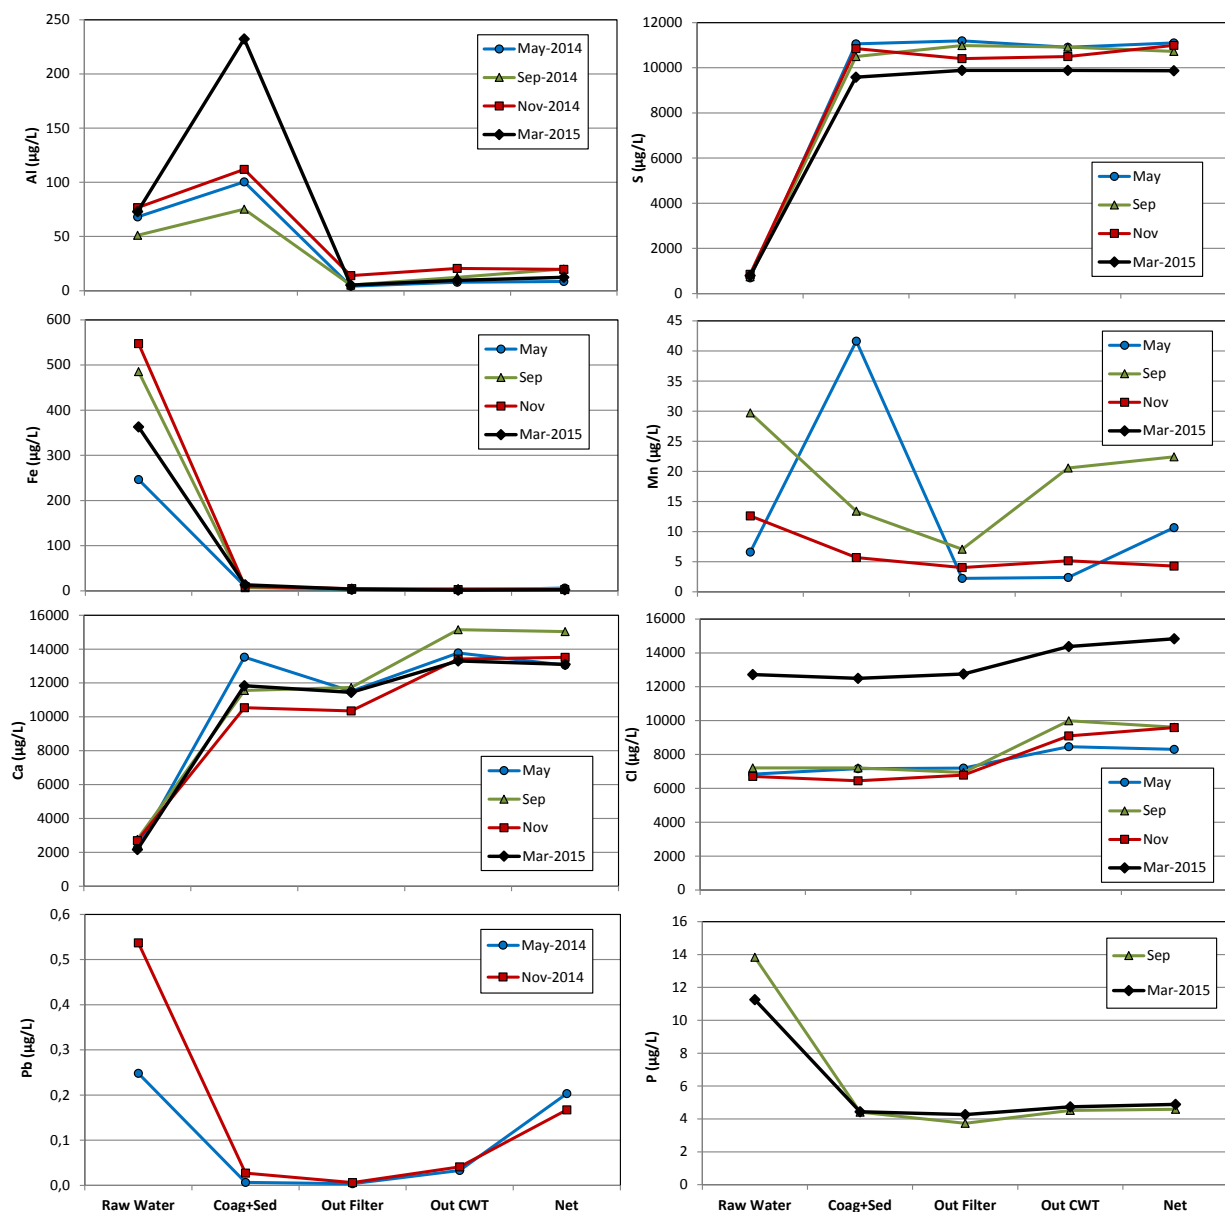 250
200
150
100
50
0
Al (µg/L)
May-2014
Sep-2014
Nov-2014
Mar-2015
12000
10000
8000
6000
4000
2000
0
S (µg/L)
May
Sep
Nov
Mar-2015
600
500
400
300
200
100
0
Fe (µg/L)
May
Sep
Nov
Mar-2015
45
40
35
30
25
20
15
10
5
0
Mn (µg/L)
May
Sep
Nov
Mar-2015
16000
14000
12000
10000
8000
6000
4000
2000
0
Ca (µg/L)
May
Sep
Nov
Mar-2015
16000
14000
12000
10000
8000
6000
4000
2000
0
Cl (µg/L)
May
Sep
Nov
Mar-2015
0,6
0,5
0,4
0,3
0,2
0,1
0,0
Pb (µg/L)
May-2014
Nov-2014
Raw Water Coag+Sed Out Filter Out CWT Net
16
14
12
10
8
6
4
2
0
P (µg/L)
Sep
Mar-2015
Raw Water Coag+Sed Out Filter Out CWT Net